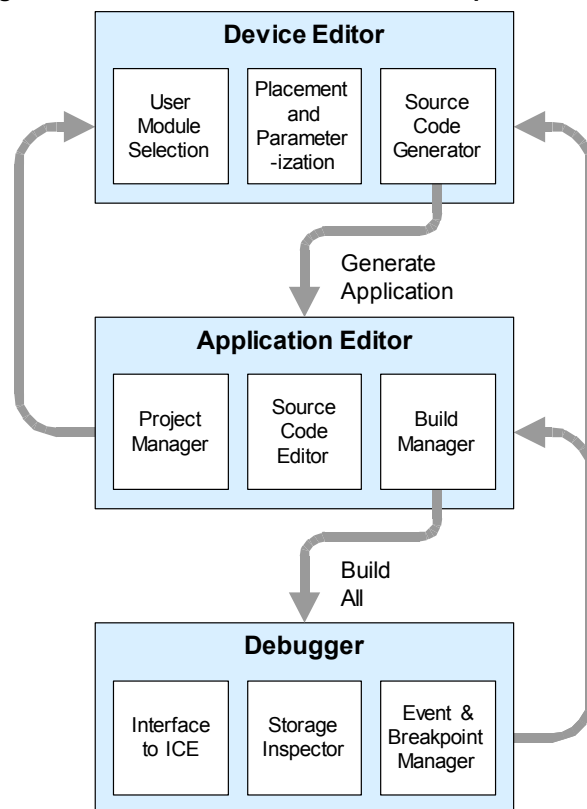 Device Editor
User
Module
Selection
Placement
and
Parameter
-ization
Source
Code
Generator
Generate
Application
Application Editor
Project
Manager
Source
Code
Editor
Build
Manager
Build
All
Debugger
Interface
to ICE
Storage
Inspector
Event &
Breakpoint
Manager